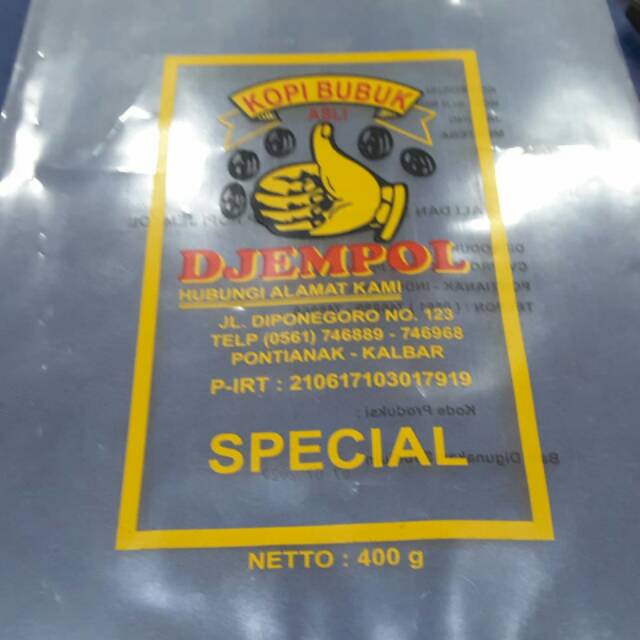 KOPI BUBUK
ASLI
DJEMPOL
HUBUNGI ALAMAT KAMI
JL. DIPONEGORO NO. 123
TELP (0561) 746889 - 746968
PONTIANAK - KALBAR
P-IRT : 210617103017919
Kode Produksi :
SPECIAL
NETTO : 400 g